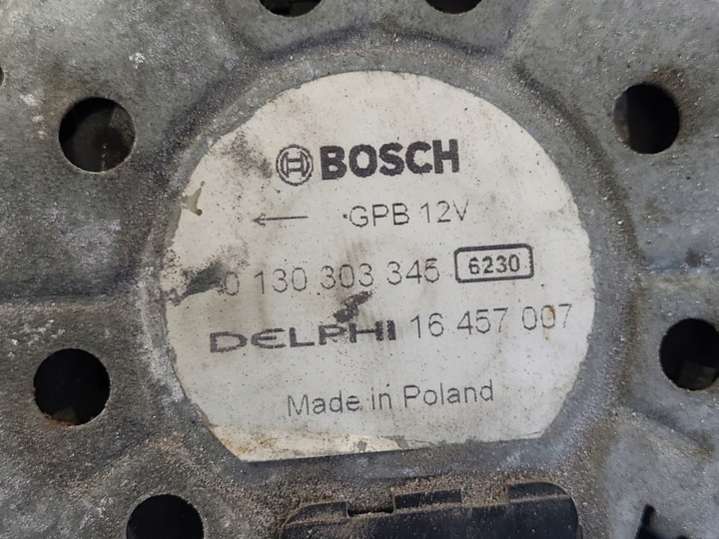 BOSCH
← GPB 12V
0 130 303 345 6230
DELPHI 16 457 007
Made in Poland